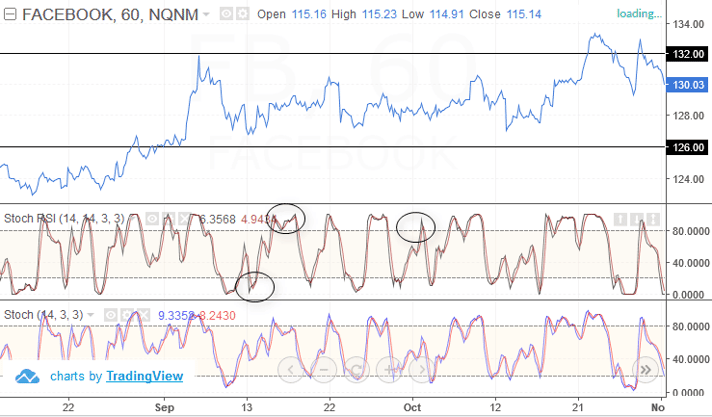 FACEBOOK, 60, NQNM Open 115.16 High 115.23 Low 114.91 Close 115.14 loading...
134.00
132.00
130.03
128.00
126.00
124.00
FB, 60
FACEBOOK
Stoch RSI (14, 14, 3, 3) 6.3568 4.943
80.0000
40.0000
0.0000
Stoch (14, 3, 3) 9.3352 8.2430
80.0000
40.0000
0.0000
charts by TradingView
22 Sep 13 22 Oct 11 21 No